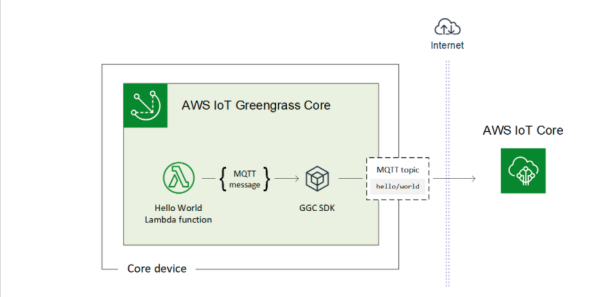 Internet
AWS IoT Greengrass Core
AWS IoT Core
MQTT topic
hello/world
{ MQTT
message }
Hello World
Lambda function
GGC SDK
Core device